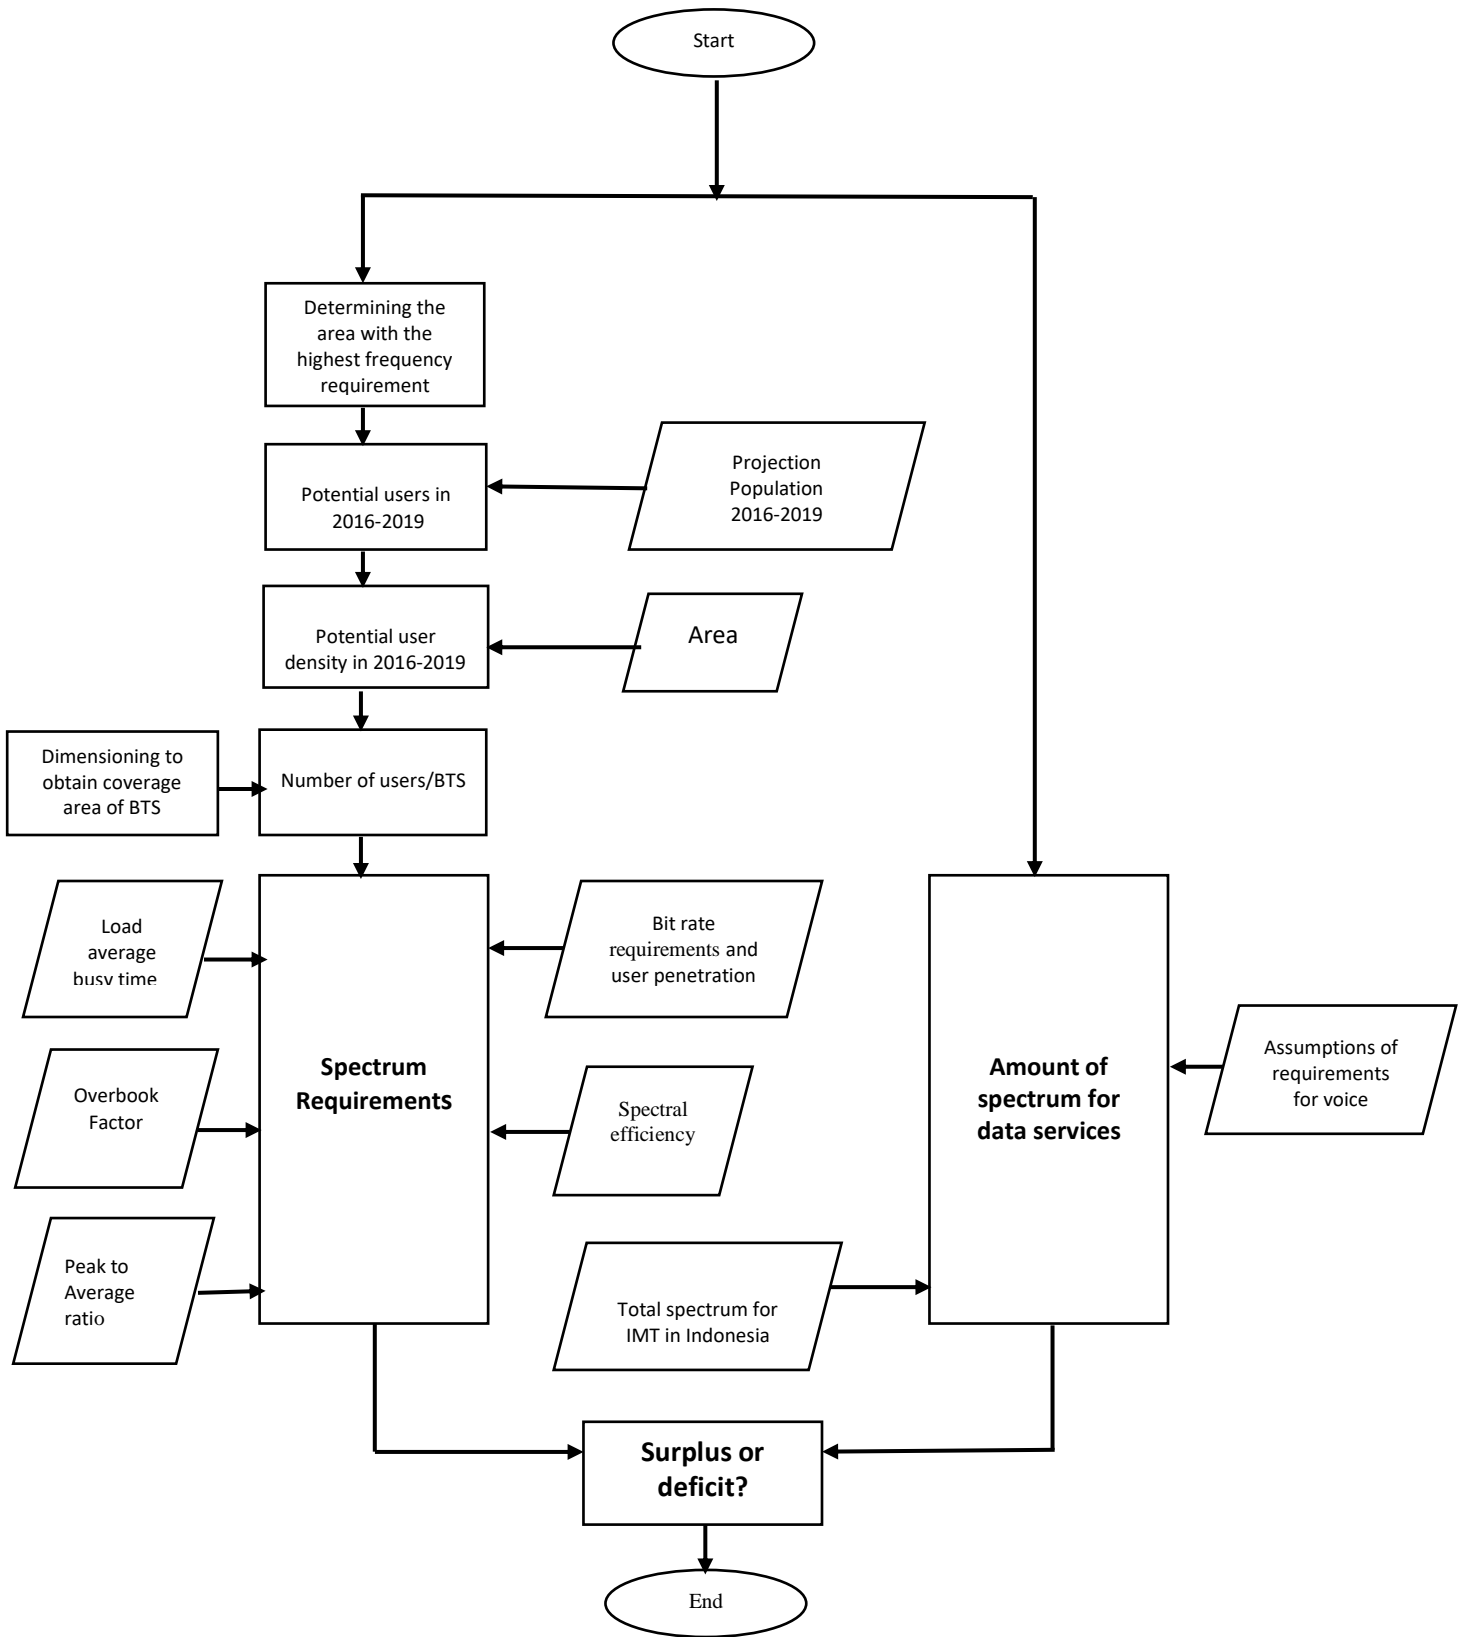 Start
Determining the
area with the
highest frequency
requirement
Projection
Population
2016-2019
Potential users in
2016-2019
Area
Potential user
density in 2016-2019
Dimensioning to
obtain coverage
area of BTS
Number of users/BTS
Load
average
busy time
Bit rate
requirements and
user penetration
Overbook
Factor
Spectrum
Requirements
Spectral
efficiency
Amount of
spectrum for
data services
Assumptions of
requirements
for voice
Peak to
Average
ratio
Total spectrum for
IMT in Indonesia
Surplus or
deficit?
End